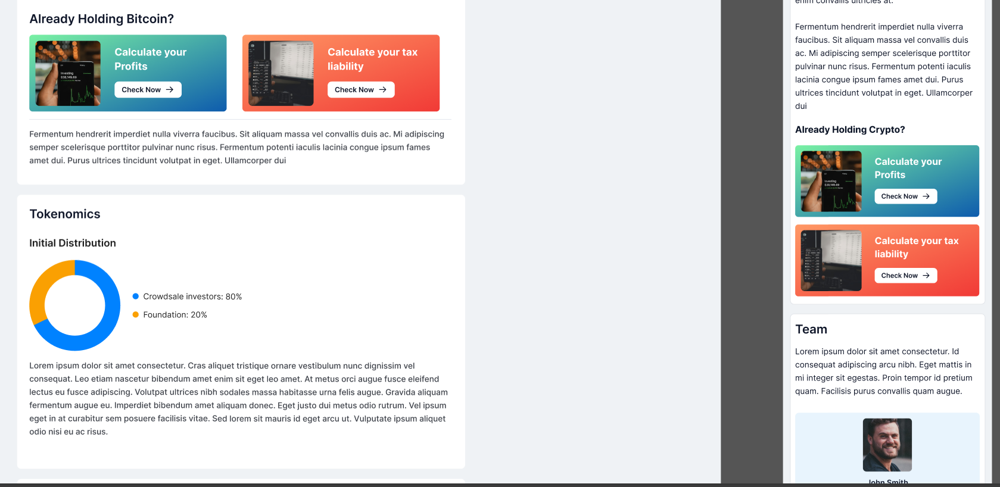 Already Holding Bitcoin?
Investing
$38,149.69
Calculate your
Profits
Check Now
Calculate your tax
liability
Check Now
Fermentum hendrerit imperdiet nulla viverra faucibus. Sit aliquam massa vel convallis duis ac. Mi adipiscing
semper scelerisque porttitor pulvinar nunc risus. Fermentum potenti iaculis lacinia congue ipsum fames
amet dui. Purus ultrices tincidunt volutpat in eget. Ullamcorper dui
Tokenomics
Initial Distribution
Crowdsale investors: 80%
Foundation: 20%
Lorem ipsum dolor sit amet consectetur. Cras aliquet tristique ornare vestibulum nunc dignissim vel
consequat. Leo etiam nascetur bibendum amet enim sit eget leo amet. At metus orci augue fusce eleifend
lectus eu fusce adipiscing. Volutpat ultrices nibh sodales massa habitasse urna felis augue. Gravida aliquam
fermentum augue eu. Imperdiet bibendum amet aliquam donec. Eget justo dui metus odio rutrum. Vel ipsum
eget in at curabitur sem posuere facilisis vitae. Sed lorem sit mauris id eget arcu ut. Vulputate ipsum aliquet
odio nisi eu ac risus.
enim convallis ultricies at.
Fermentum hendrerit imperdiet nulla viverra
faucibus. Sit aliquam massa vel convallis duis
ac. Mi adipiscing semper scelerisque porttitor
pulvinar nunc risus. Fermentum potenti iaculis
lacinia congue ipsum fames amet dui. Purus
ultrices tincidunt volutpat in eget. Ullamcorper
dui
Already Holding Crypto?
Investing
$38,149.69
Calculate your
Profits
Check Now
Calculate your tax
liability
Check Now
Team
Lorem ipsum dolor sit amet consectetur. Id
consequat adipiscing arcu nibh. Eget mattis in
mi integer sit egestas. Proin tempor id pretium
quam. Facilisis purus convallis quam augue.
John Smith